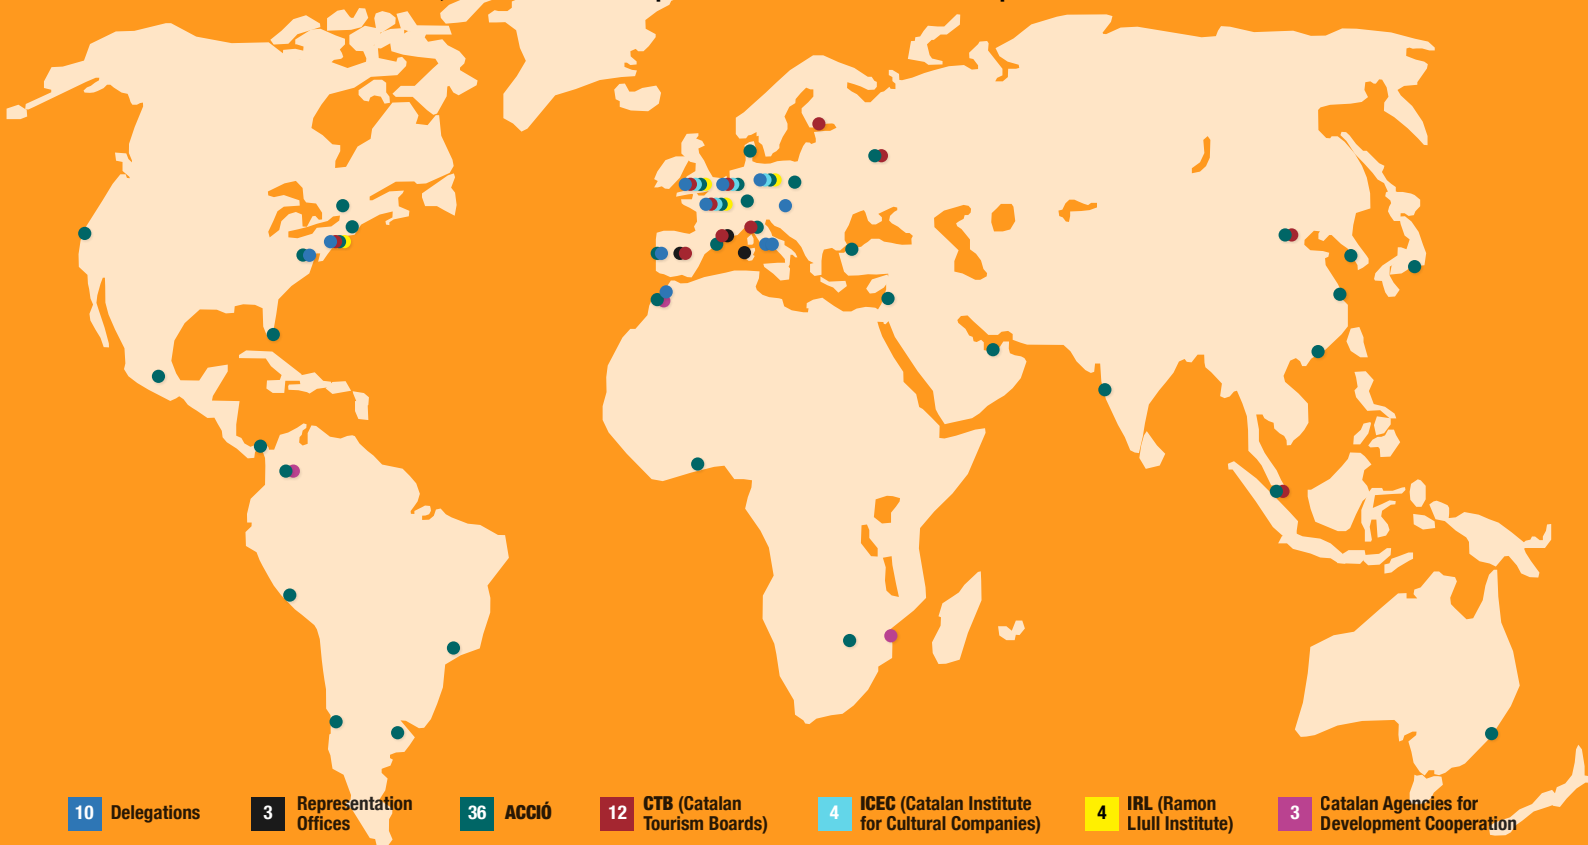 10 Delegations
3 Representation
Offices
36 ACCIÓ
12 CTB (Catalan
Tourism Boards)
4 ICEC (Catalan Institute
for Cultural Companies)
4 IRL (Ramon
Llull Institute)
3 Catalan Agencies for
Development Cooperation